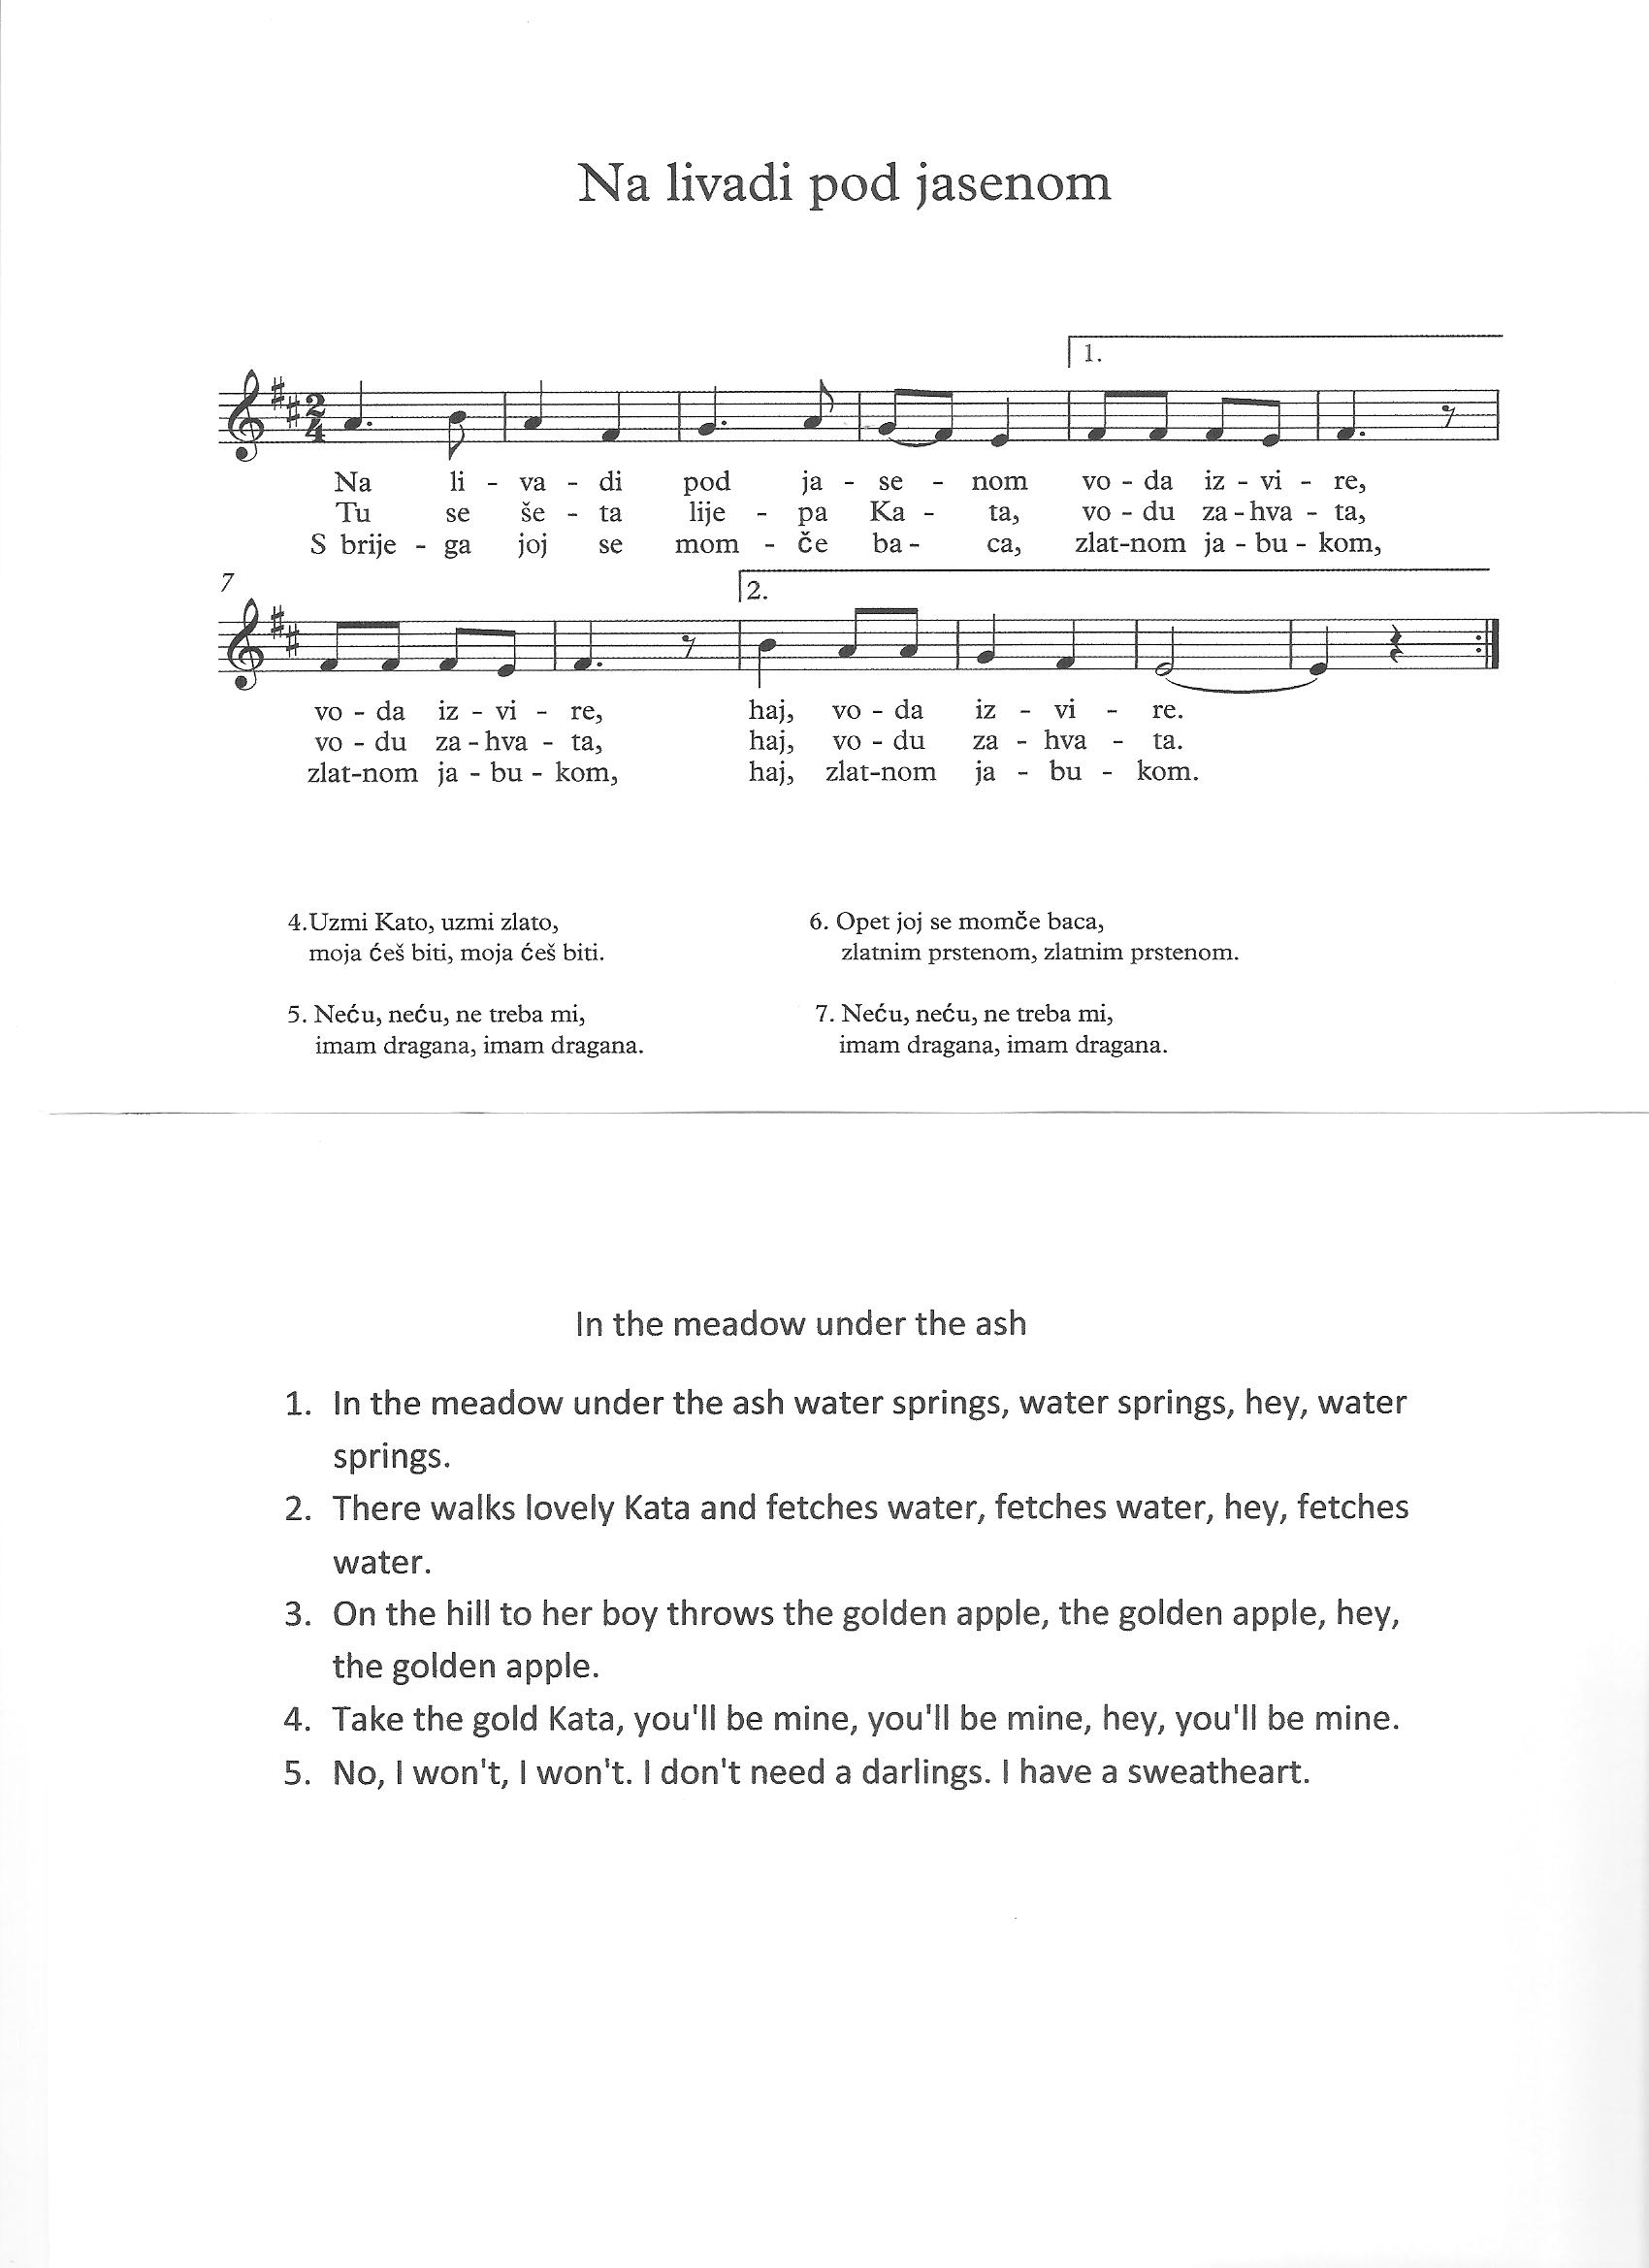 Na livadi pod jasenom
1.
2
4
Na li - va - di pod ja - se - nom vo - da iz - vi - re,
Tu se še - ta lije - pa Ka - ta, vo - du za - hva - ta,
S brije - ga joj se mom - če ba - ca, zlat-nom ja - bu - kom,
7
2.
vo - da iz - vi - re, haj, vo - da iz - vi - re.
vo - du za - hva - ta, haj, vo - du za - hva - ta.
zlat-nom ja - bu - kom, haj, zlat-nom ja - bu - kom.
4.Uzmi Kato, uzmi zlato,
moja ćeš biti, moja ćeš biti.
5. Neću, neću, ne treba mi,
imam dragana, imam dragana.
6. Opet joj se momče baca,
zlatnim prstenom, zlatnim prstenom.
7. Neću, neću, ne treba mi,
imam dragana, imam dragana.
In the meadow under the ash
1. In the meadow under the ash water springs, water springs, hey, water
springs.
2. There walks lovely Kata and fetches water, fetches water, hey, fetches
water.
3. On the hill to her boy throws the golden apple, the golden apple, hey,
the golden apple.
4. Take the gold Kata, you'll be mine, you'll be mine, hey, you'll be mine.
5. No, I won't, I won't. I don't need a darlings. I have a sweatheart.